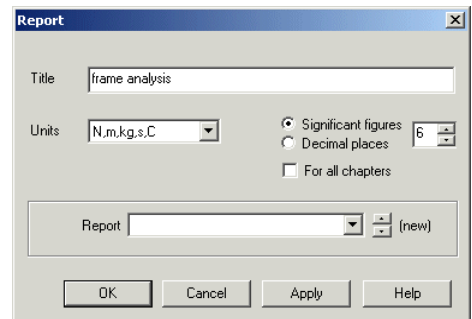 Report
Title frame analysis
Units N,m,kg,s,C Significant figures 6
Decimal places
For all chapters
Report (new)
OK Cancel Apply Help